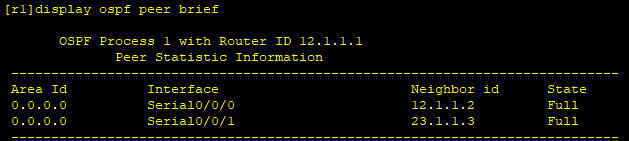 [r1]display ospf peer brief
OSPF Process 1 with Router ID 12.1.1.1
Peer Statistic Information
----------------------------------------------------------------------------
Area Id Interface Neighbor id State
0.0.0.0 Serial0/0/0 12.1.1.2 Full
0.0.0.0 Serial0/0/1 23.1.1.3 Full
----------------------------------------------------------------------------